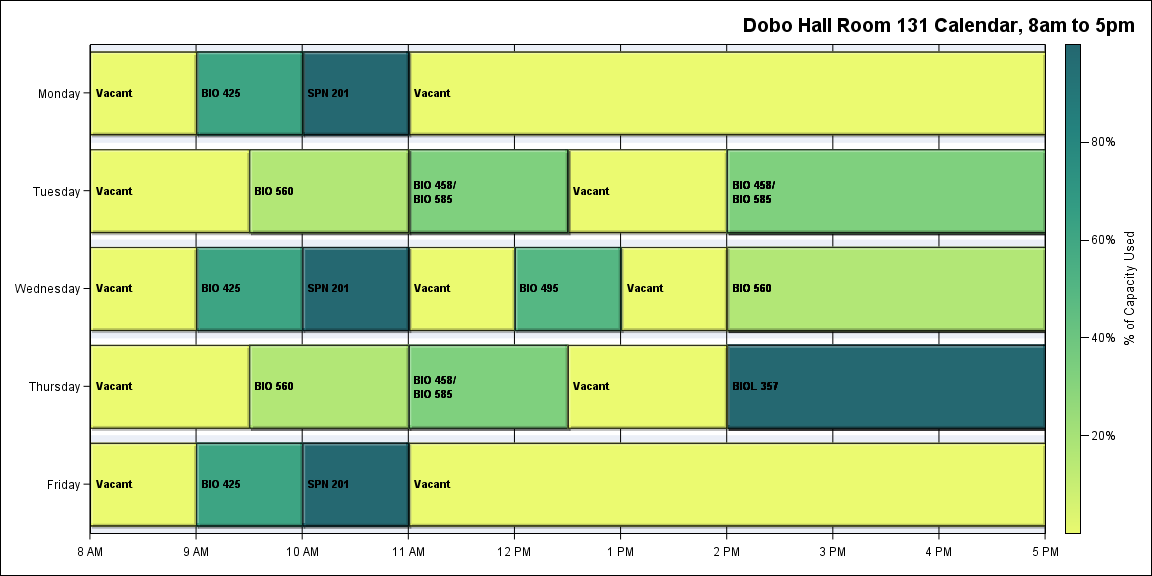 Dobo Hall Room 131 Calendar, 8am to 5pm
Monday
Vacant
BIO 425
SPN 201
Vacant
Tuesday
Vacant
BIO 560
BIO 458/
BIO 585
Vacant
BIO 458/
BIO 585
Wednesday
Vacant
BIO 425
SPN 201
Vacant
BIO 495
Vacant
BIO 560
Thursday
Vacant
BIO 560
BIO 458/
BIO 585
Vacant
BIOL 357
Friday
Vacant
BIO 425
SPN 201
Vacant
8 AM
9 AM
10 AM
11 AM
12 PM
1 PM
2 PM
3 PM
4 PM
5 PM
80%
60%
40%
20%
% of Capacity Used